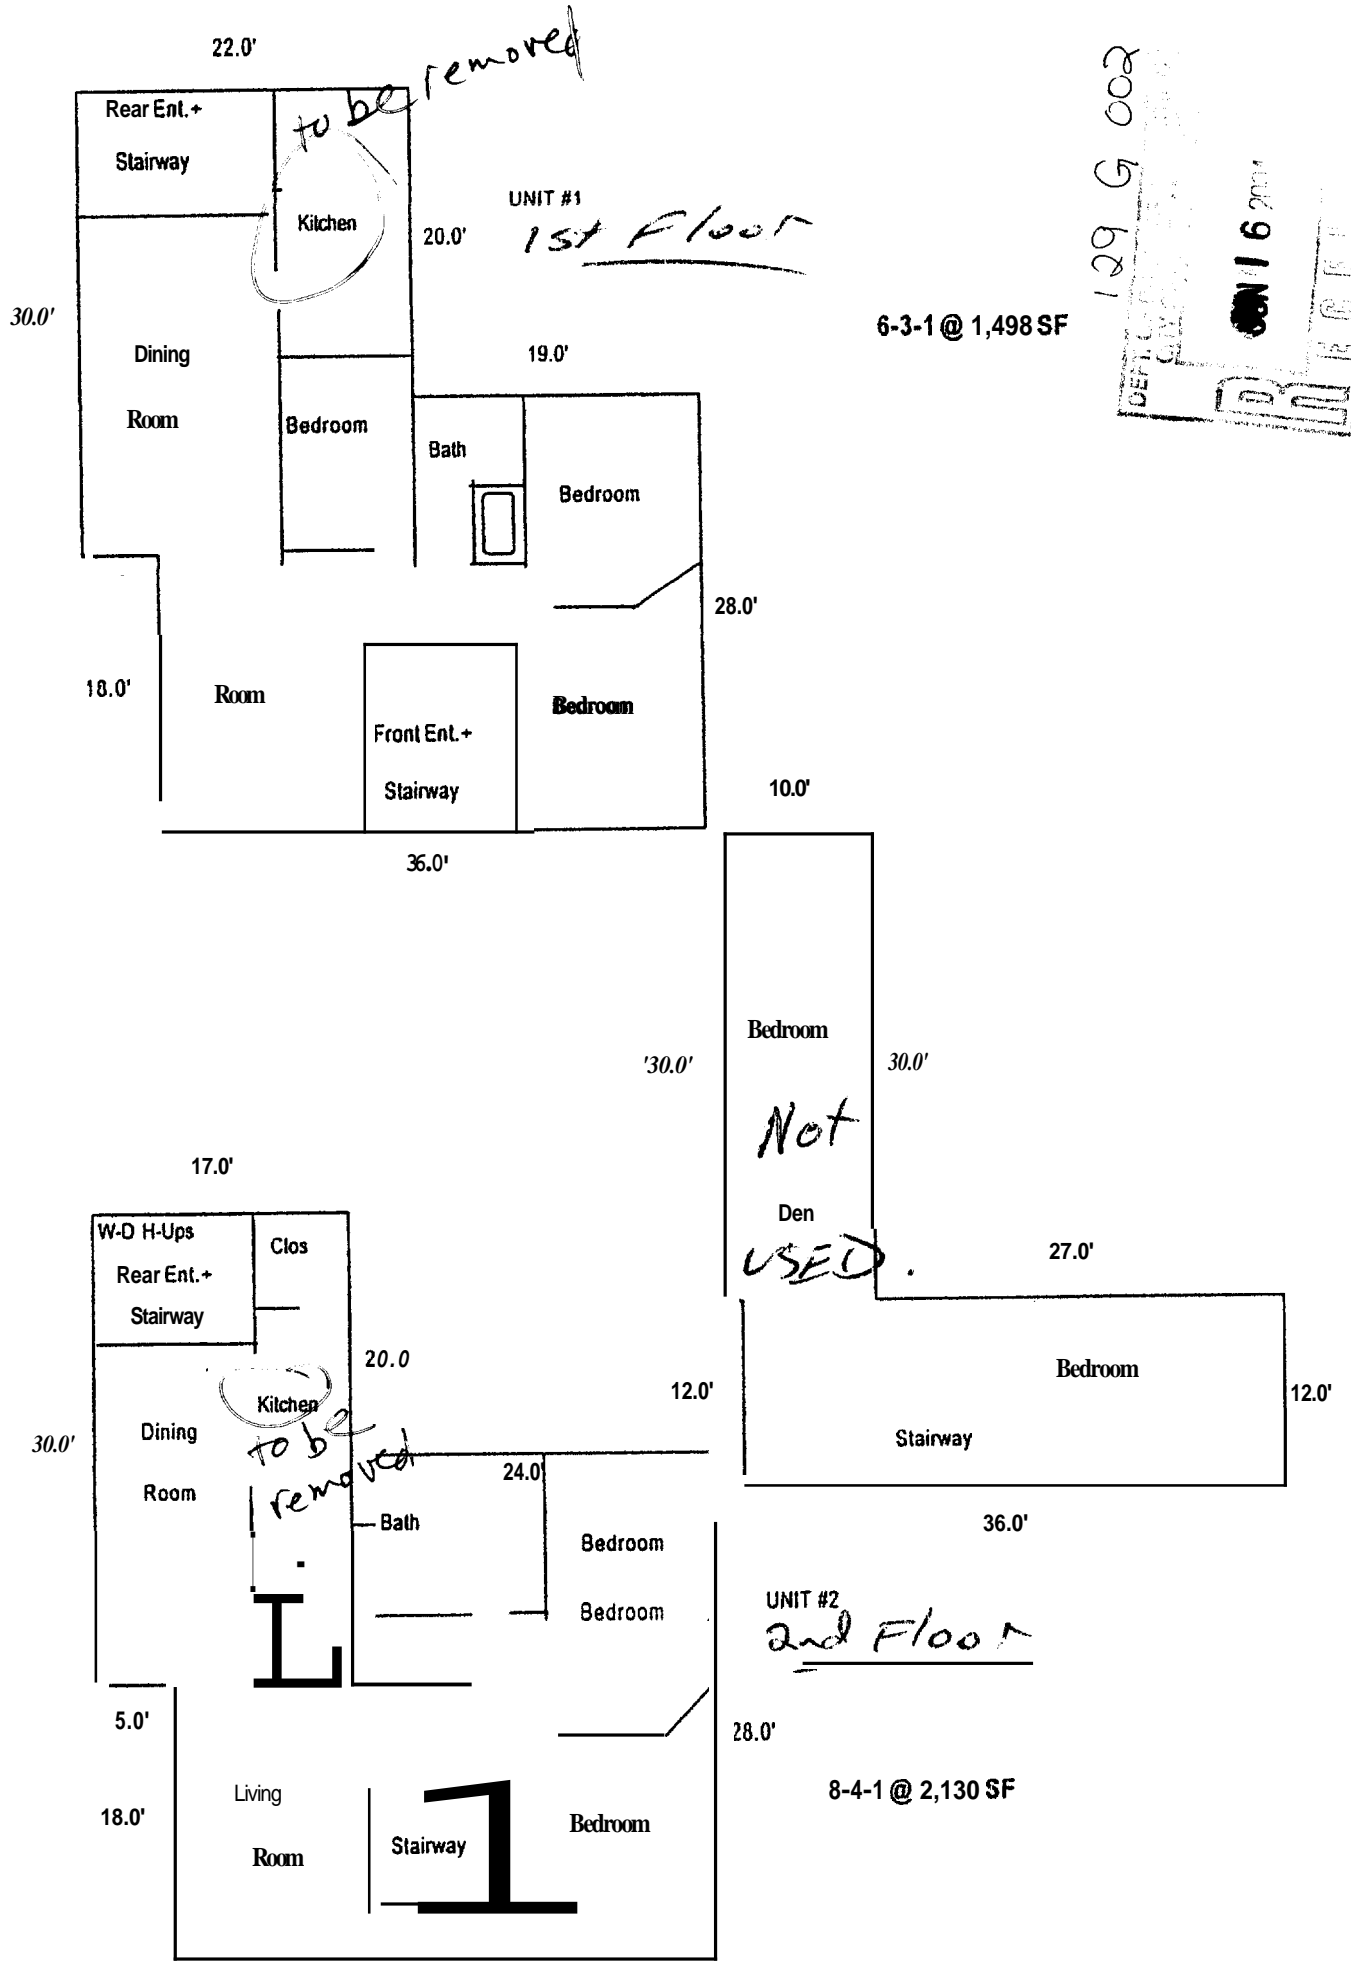 22.0'
to be removed
Rear Ent.+
Stairway
Kitchen
UNIT #1
1st Floor
20.0'
129 G 002
16
30.0'
6-3-1 @ 1,498 SF
19.0'
Dining
Room
Bedroom
Bath
Bedroom
28.0'
18.0'
Room
Bedroom
Front Ent.+
Stairway
36.0'
10.0'
Bedroom
'30.0'
30.0'
Not
Den
USED.
27.0'
Bedroom
12.0'
12.0'
Stairway
36.0'
17.0'
W-D H-Ups
Clos
Rear Ent.+
Stairway
20.0
Kitchen
to be
removed
Dining
30.0'
Room
24.0'
Bath
Bedroom
Bedroom
UNIT #2
2nd Floor
5.0'
28.0'
8-4-1 @ 2,130 SF
Living
18.0'
Room
Stairway
Bedroom